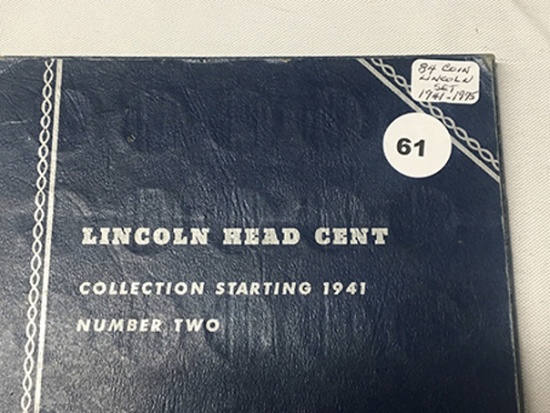 84 COIN
LINCOLN
SET
1941-1975
61
LINCOLN HEAD CENT
COLLECTION STARTING 1941
NUMBER TWO